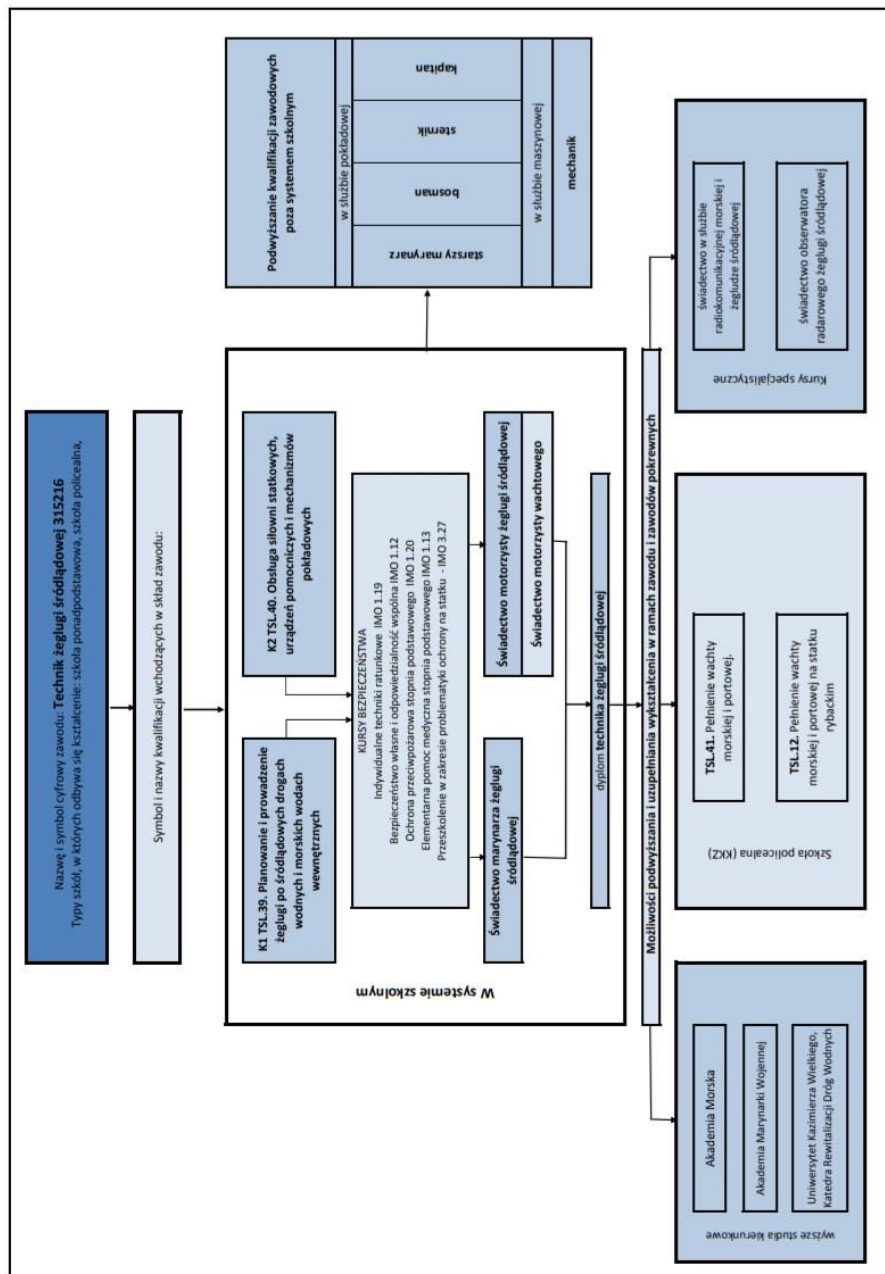 Nazwę i symbol cyfrowy zawodu: Technik żeglugi śródlądowej 315216
Typy szkół, w których odbywa się kształcenie: szkoła ponadpodstawowa, szkoła policealna,
Symbol i nazwy kwalifikacji wchodzących w skład zawodu:
W systemie szkolnym
K1 TSL.39. Planowanie i prowadzenie
żeglugi po śródlądowych drogach
wodnych i morskich wodach
wewnętrznych
K2 TSL.40. Obsługa siłowni statkowych,
urządzeń pomocniczych i mechanizmów
pokładowych
KURSY BEZPIECZEŃSTWA
Indywidualne techniki ratunkowe IMO 1.19
Bezpieczeństwo własne i odpowiedzialność wspólna IMO 1.12
Ochrona przeciwpożarowa stopnia podstawowego IMO 1.20
Elementarna pomoc medyczna stopnia podstawowego IMO 1.13
Przeszkolenie w zakresie problematyki ochrony na statku - IMO 3.27
Świadectwo marynarza żeglugi
śródlądowej
Świadectwo motorzysty żeglugi śródlądowej
Świadectwo motorzysty wachtowego
dyplom technika żeglugi śródlądowej
Podwyższanie kwalifikacji zawodowych
poza systemem szkolnym
w służbie pokładowej
starszy marynarz
bosman
sternik
kapitan
w służbie maszynowej
mechanik
Możliwości podwyższania i uzupełniania wykształcenia w ramach zawodu i zawodów pokrewnych
wyższe studia kierunkowe
Akademia Morska
Akademia Marynarki Wojennej
Uniwersytet Kazimierza Wielkiego,
Katedra Rewitalizacji Dróg Wodnych
Szkoła policealna (KKZ)
TSL.41. Pełnienie wachty
morskiej i portowej.
TSL.12. Pełnienie wachty
morskiej i portowej na statku
rybackim
Kursy specjalistyczne
świadectwo w służbie
radiokomunikacyjnej morskiej i
żegludze śródlądowej
świadectwo obserwatora
radarowego żeglugi śródlądowej